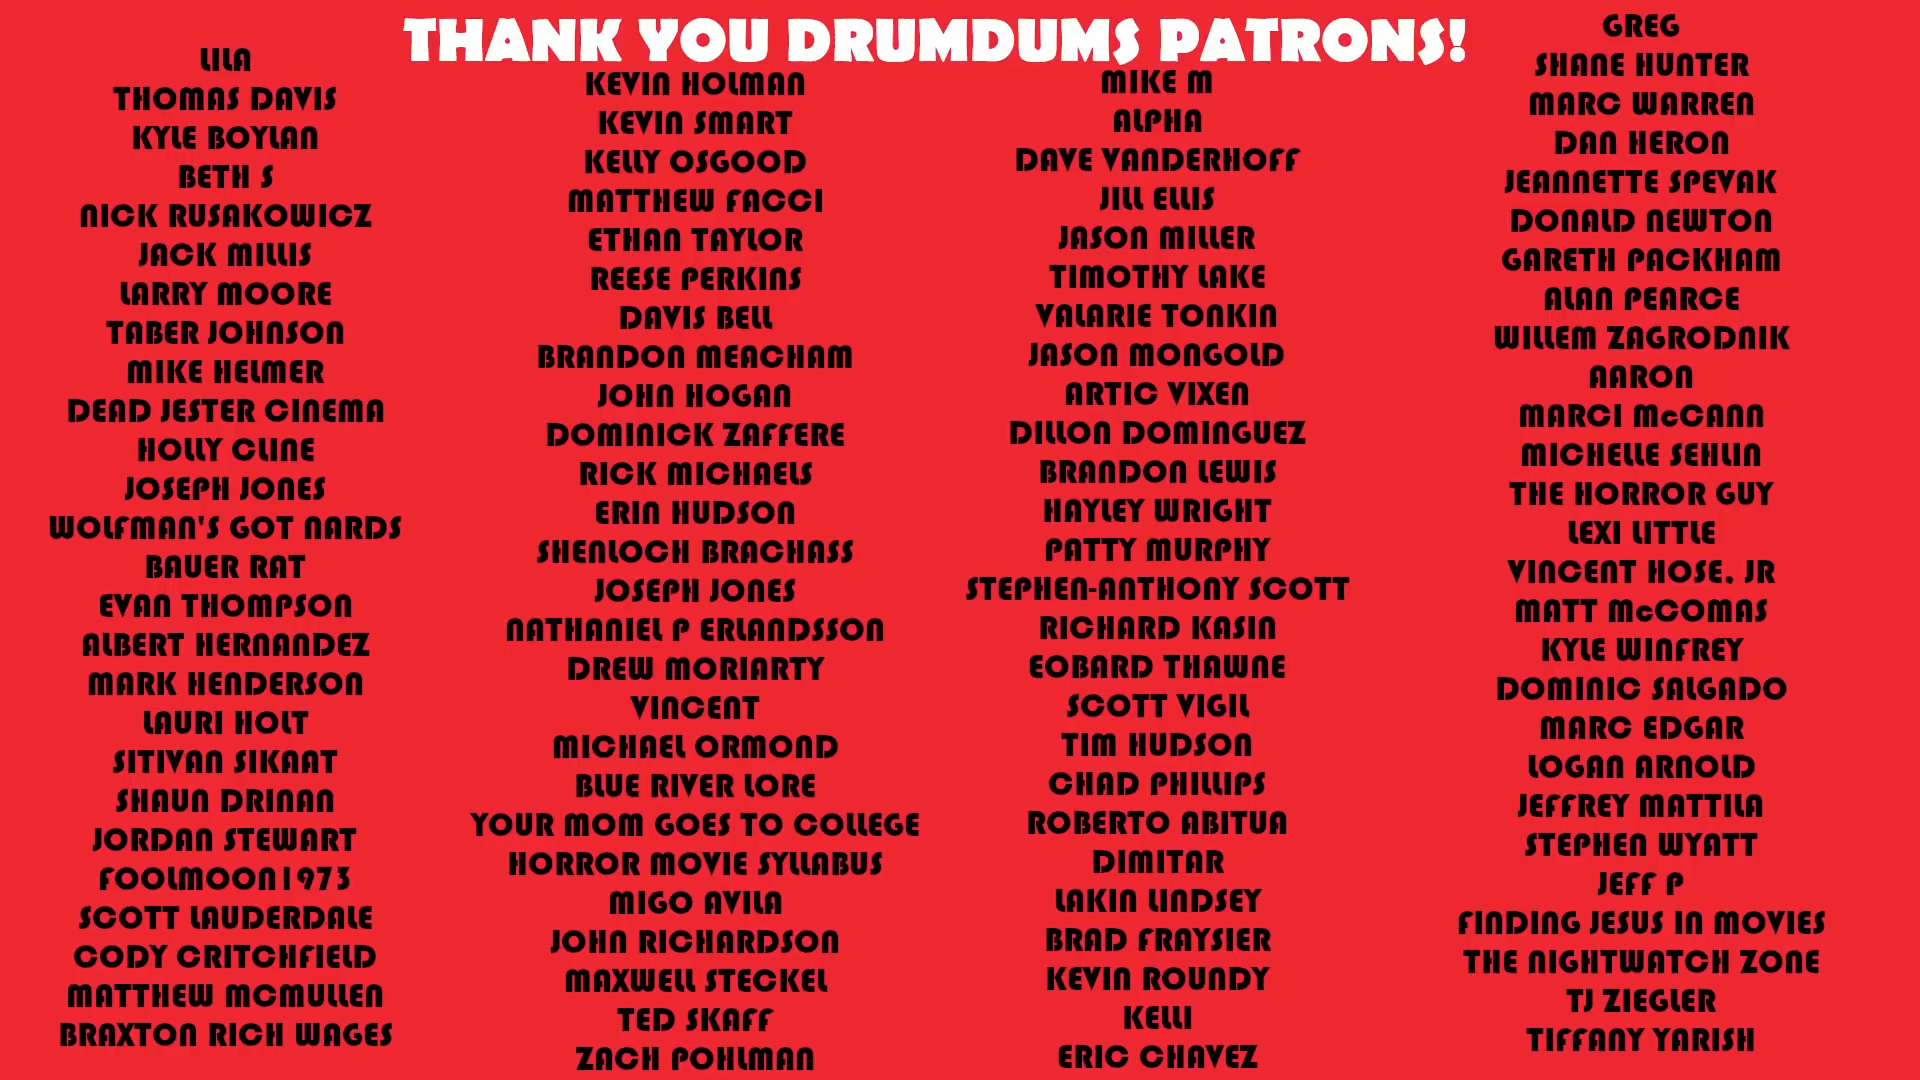 THANK YOU DRUMDUMS PATRONS!
LILA
THOMAS DAVIS
KYLE BOYLAN
BETH S
NICK RUSAKOWICZ
JACK MILLIS
LARRY MOORE
TABER JOHNSON
MIKE HELMER
DEAD JESTER CINEMA
HOLLY CLINE
JOSEPH JONES
WOLFMAN'S GOT NARDS
BAUER RAT
EVAN THOMPSON
ALBERT HERNANDEZ
MARK HENDERSON
LAURI HOLT
SITIVAN SIKAAT
SHAUN DRINAN
JORDAN STEWART
FOOLMOON1973
SCOTT LAUDERDALE
CODY CRITCHFIELD
MATTHEW MCMULLEN
BRAXTON RICH WAGES
KEVIN HOLMAN
KEVIN SMART
KELLY OSGOOD
MATTHEW FACCI
ETHAN TAYLOR
REESE PERKINS
DAVIS BELL
BRANDON MEACHAM
JOHN HOGAN
DOMINICK ZAFFERE
RICK MICHAELS
ERIN HUDSON
SHENLOCH BRACHASS
JOSEPH JONES
NATHANIEL P ERLANDSSON
DREW MORIARTY
VINCENT
MICHAEL ORMOND
BLUE RIVER LORE
YOUR MOM GOES TO COLLEGE
HORROR MOVIE SYLLABUS
MIGO AVILA
JOHN RICHARDSON
MAXWELL STECKEL
TED SKAFF
ZACH POHLMAN
MIKE M
ALPHA
DAVE VANDERHOFF
JILL ELLIS
JASON MILLER
TIMOTHY LAKE
VALARIE TONKIN
JASON MONGOLD
ARTIC VIXEN
DILLON DOMINGUEZ
BRANDON LEWIS
HAYLEY WRIGHT
PATTY MURPHY
STEPHEN-ANTHONY SCOTT
RICHARD KASIN
EOBARD THAWNE
SCOTT VIGIL
TIM HUDSON
CHAD PHILLIPS
ROBERTO ABITUA
DIMITAR
LAKIN LINDSEY
BRAD FRAYSIER
KEVIN ROUNDY
KELLI
ERIC CHAVEZ
GREG
SHANE HUNTER
MARC WARREN
DAN HERON
JEANNETTE SPEVAK
DONALD NEWTON
GARETH PACKHAM
ALAN PEARCE
WILLEM ZAGRODNIK
AARON
MARCI McCANN
MICHELLE SEHLIN
THE HORROR GUY
LEXI LITTLE
VINCENT HOSE. JR
MATT McCOMAS
KYLE WINFREY
DOMINIC SALGADO
MARC EDGAR
LOGAN ARNOLD
JEFFREY MATTILA
STEPHEN WYATT
JEFF P
FINDING JESUS IN MOVIES
THE NIGHTWATCH ZONE
TJ ZIEGLER
TIFFANY YARISH